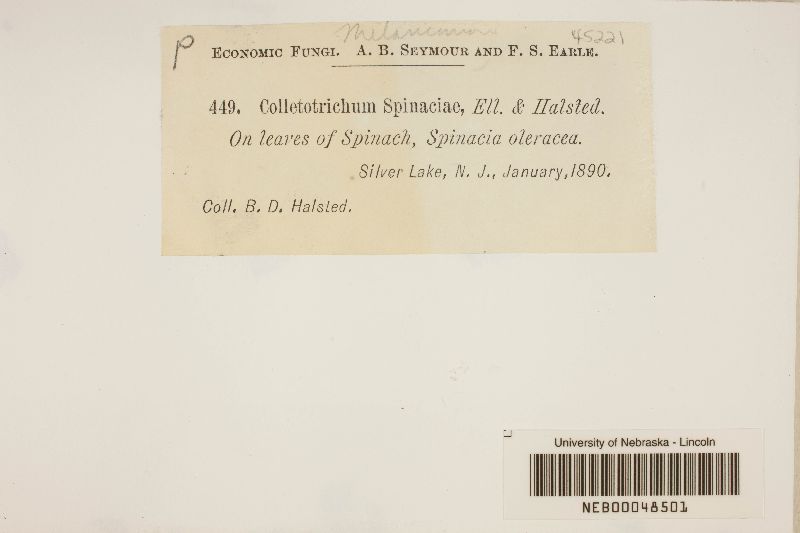 45221
P
ECONOMIC FUNGI. A. B. SEYMOUR AND F. S. EARLE.
449. Colletotrichum Spinaciae, Ell. & Halsted.
On leaves of Spinach, Spinacia oleracea.
Silver Lake, N. J., January, 1890.
Coll. B. D. Halsted.
University of Nebraska - Lincoln
NEB00048501